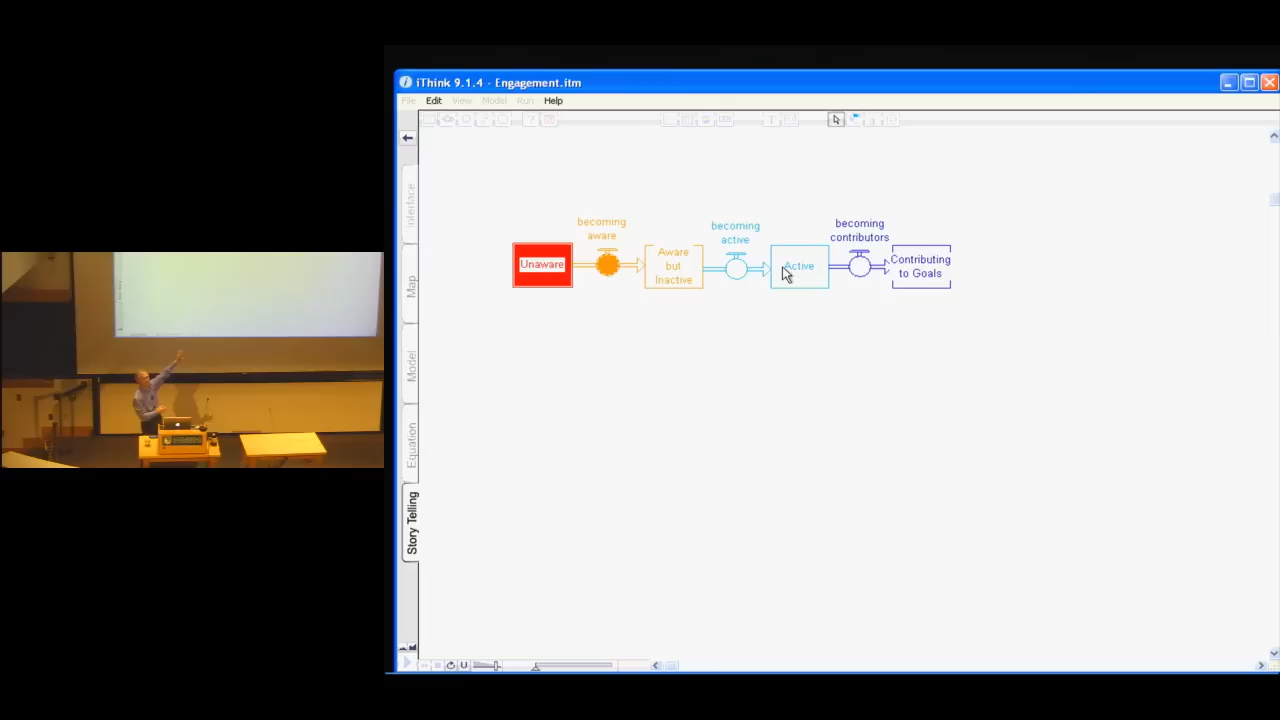 iThink 9.1.4 - Engagement.itm
File Edit View Model Run Help
Interface
Map
Model
Equation
Story Telling
becoming
aware
becoming
active
becoming
contributors
Unaware
Aware
but
Inactive
Active
Contributing
to Goals